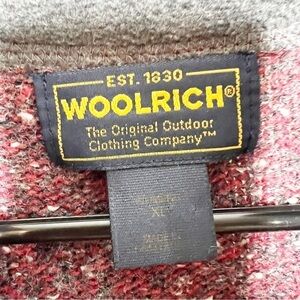 EST. 1830
WOOLRICH®
The Original Outdoor
Clothing Company™
XL